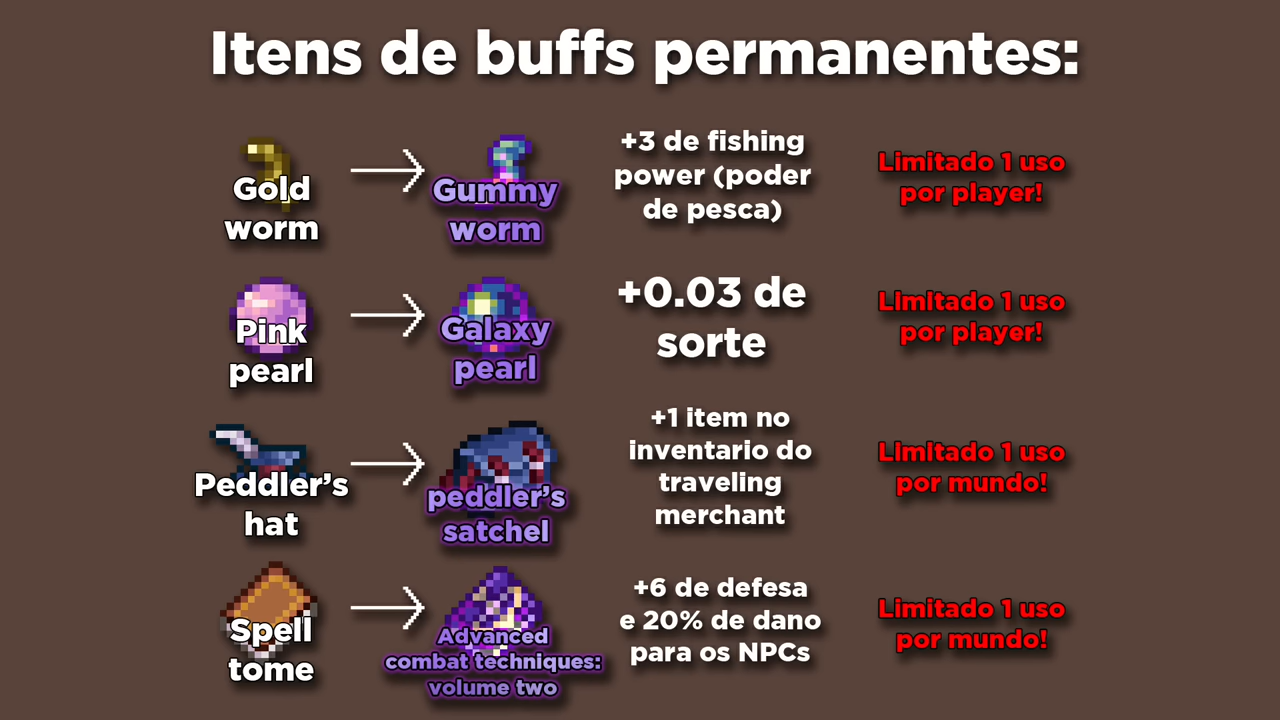 Itens de buffs permanentes:
Gold
worm
Gummy
worm
+3 de fishing
power (poder
de pesca)
Limitado 1 uso
por player!
Pink
pearl
Galaxy
pearl
+0.03 de
sorte
Limitado 1 uso
por player!
Peddler's
hat
peddler's
satchel
+1 item no
inventario do
traveling
merchant
Limitado 1 uso
por mundo!
Spell
tome
Advanced
combat techniques:
volume two
+6 de defesa
e 20% de dano
para os NPCs
Limitado 1 uso
por mundo!